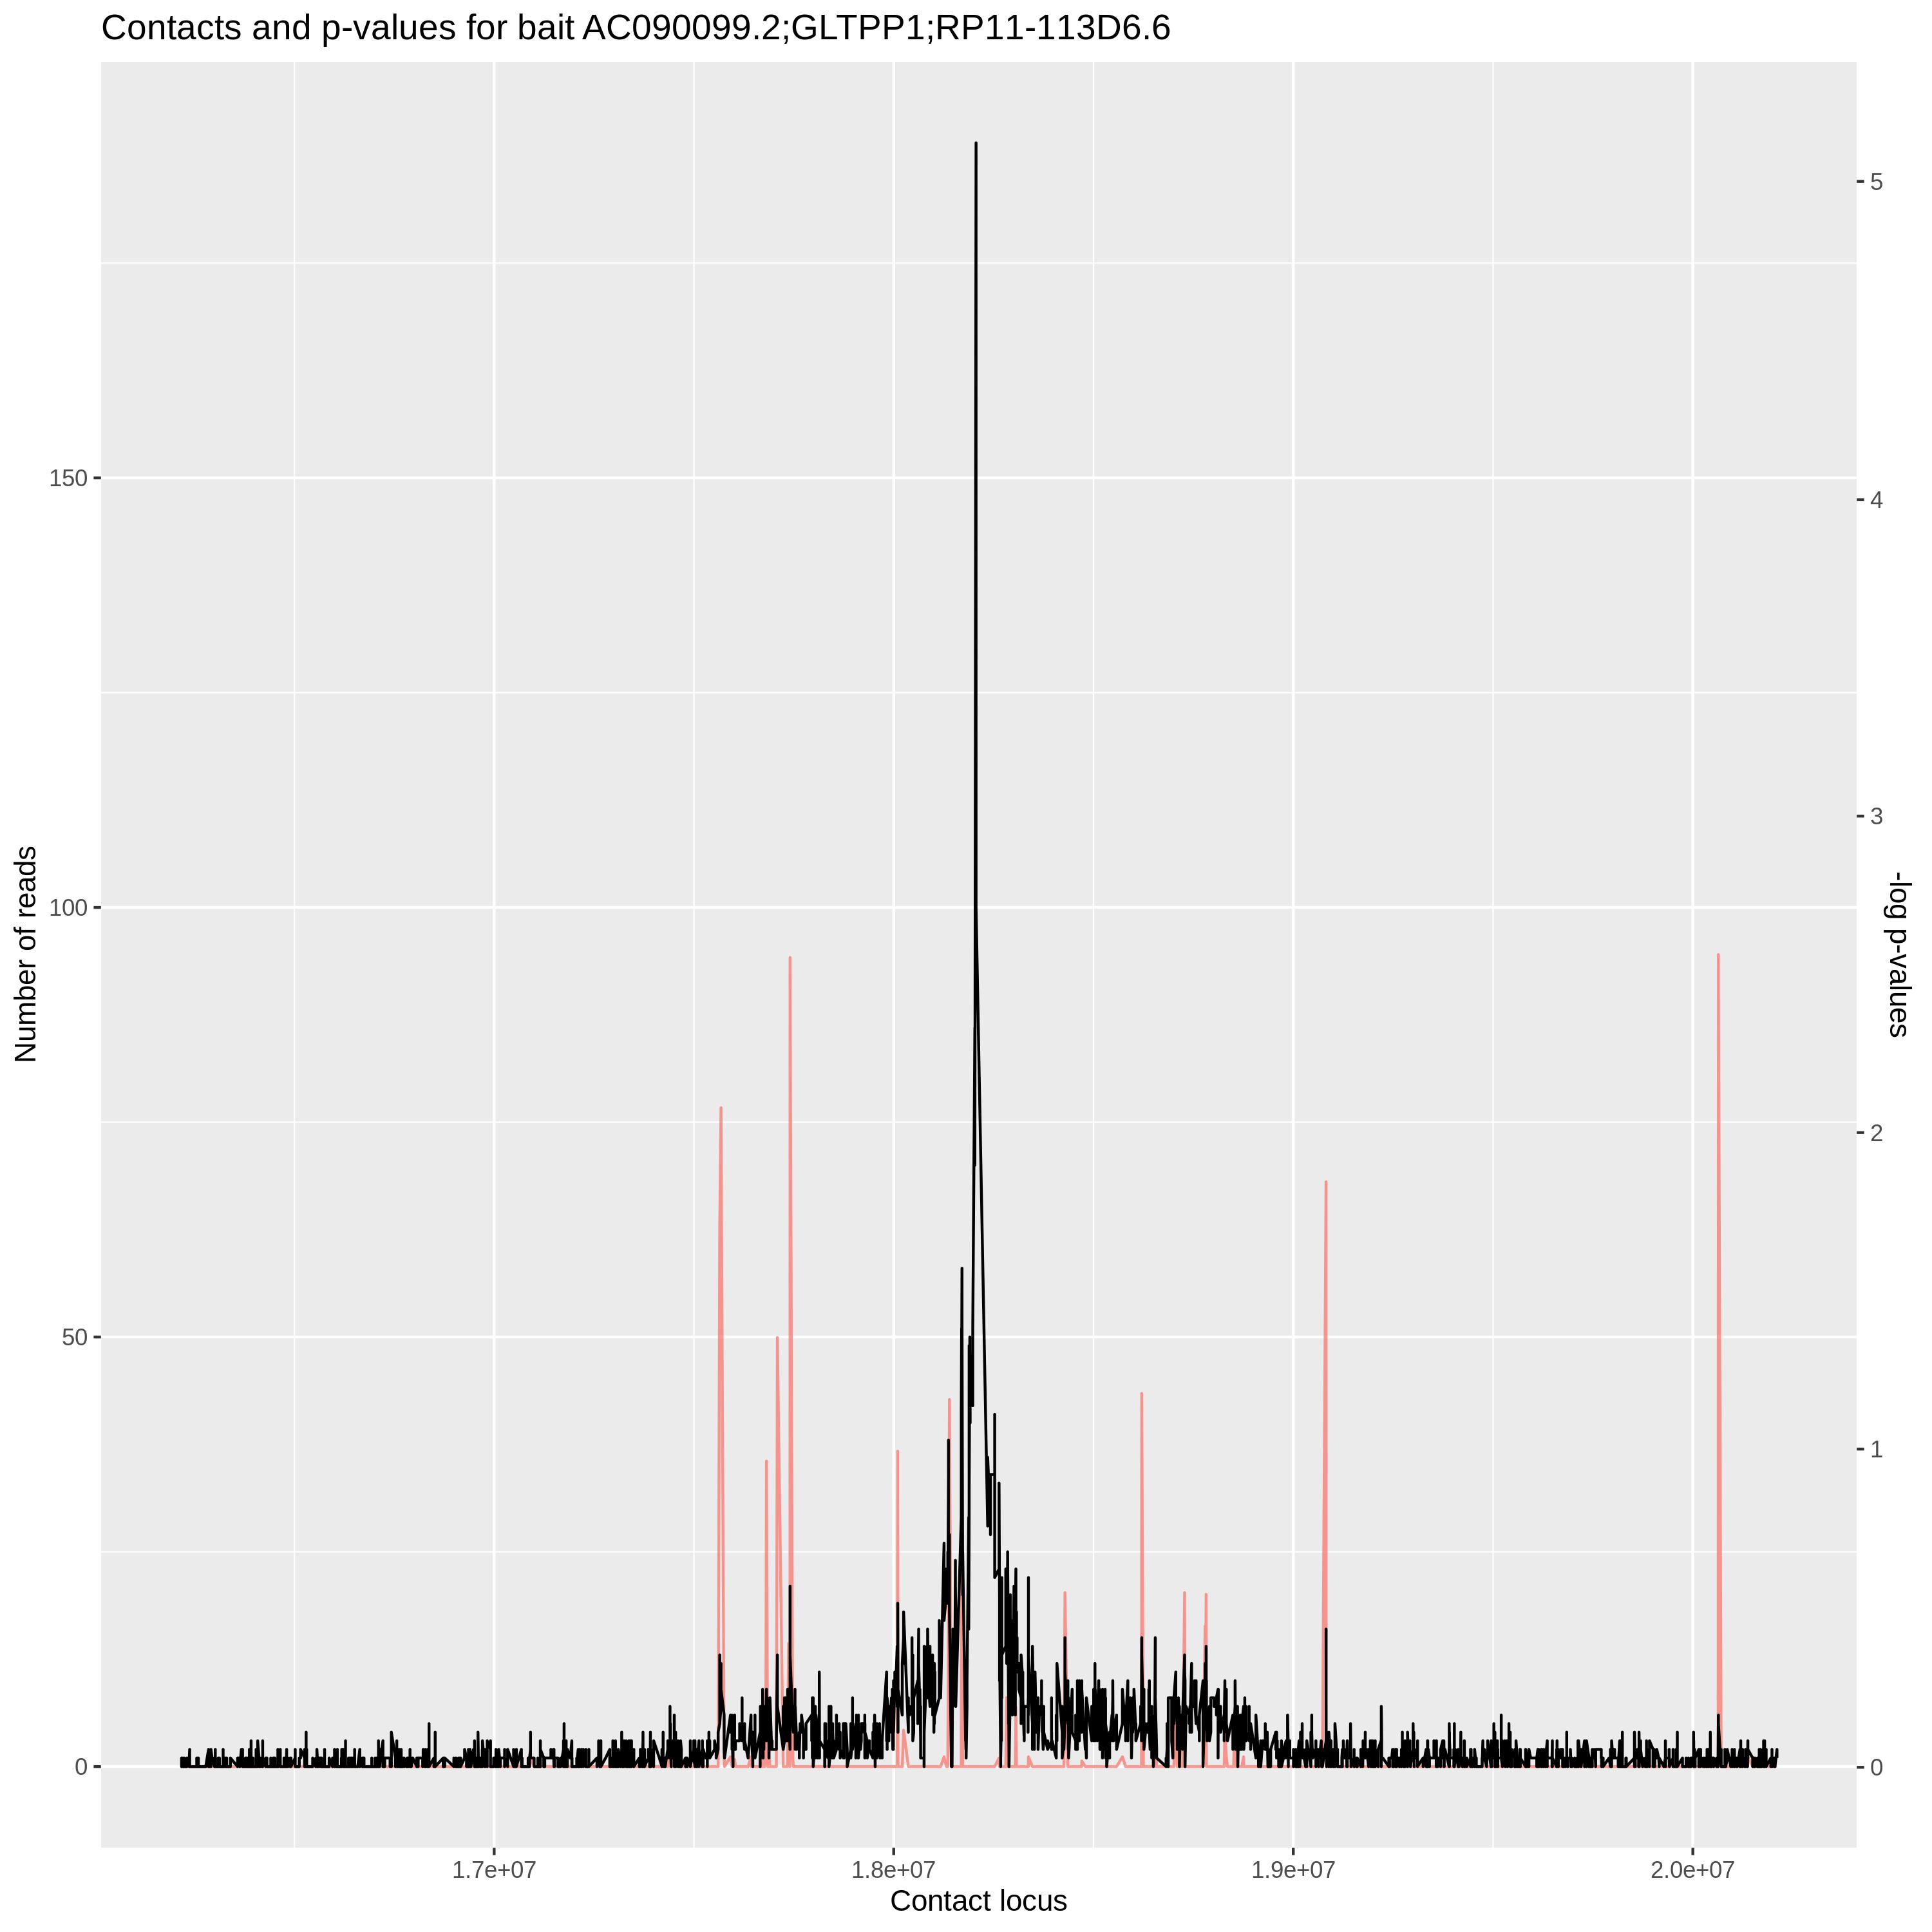 Contacts and p-values for bait AC090099.2;GLTPP1;RP11-113D6.6
Number of reads
150
100
50
0
5
4
3
2
1
0
-log p-values
1.7e+07
1.8e+07
1.9e+07
2.0e+07
Contact locus